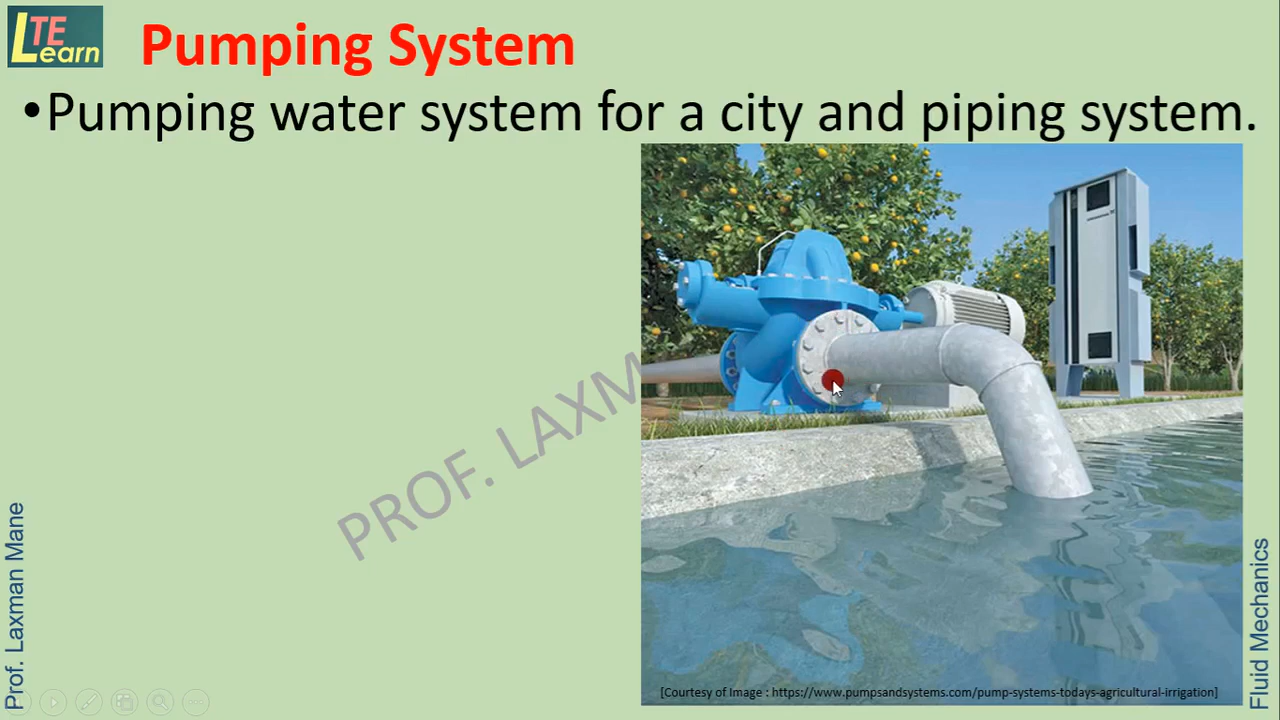 LTE
Learn
Pumping System
•Pumping water system for a city and piping system.
PROF. LAXM
Prof. Laxman Mane
Fluid Mechanics
[Courtesy of Image : https://www.pumpsandsystems.com/pump-systems-todays-agricultural-irrigation]